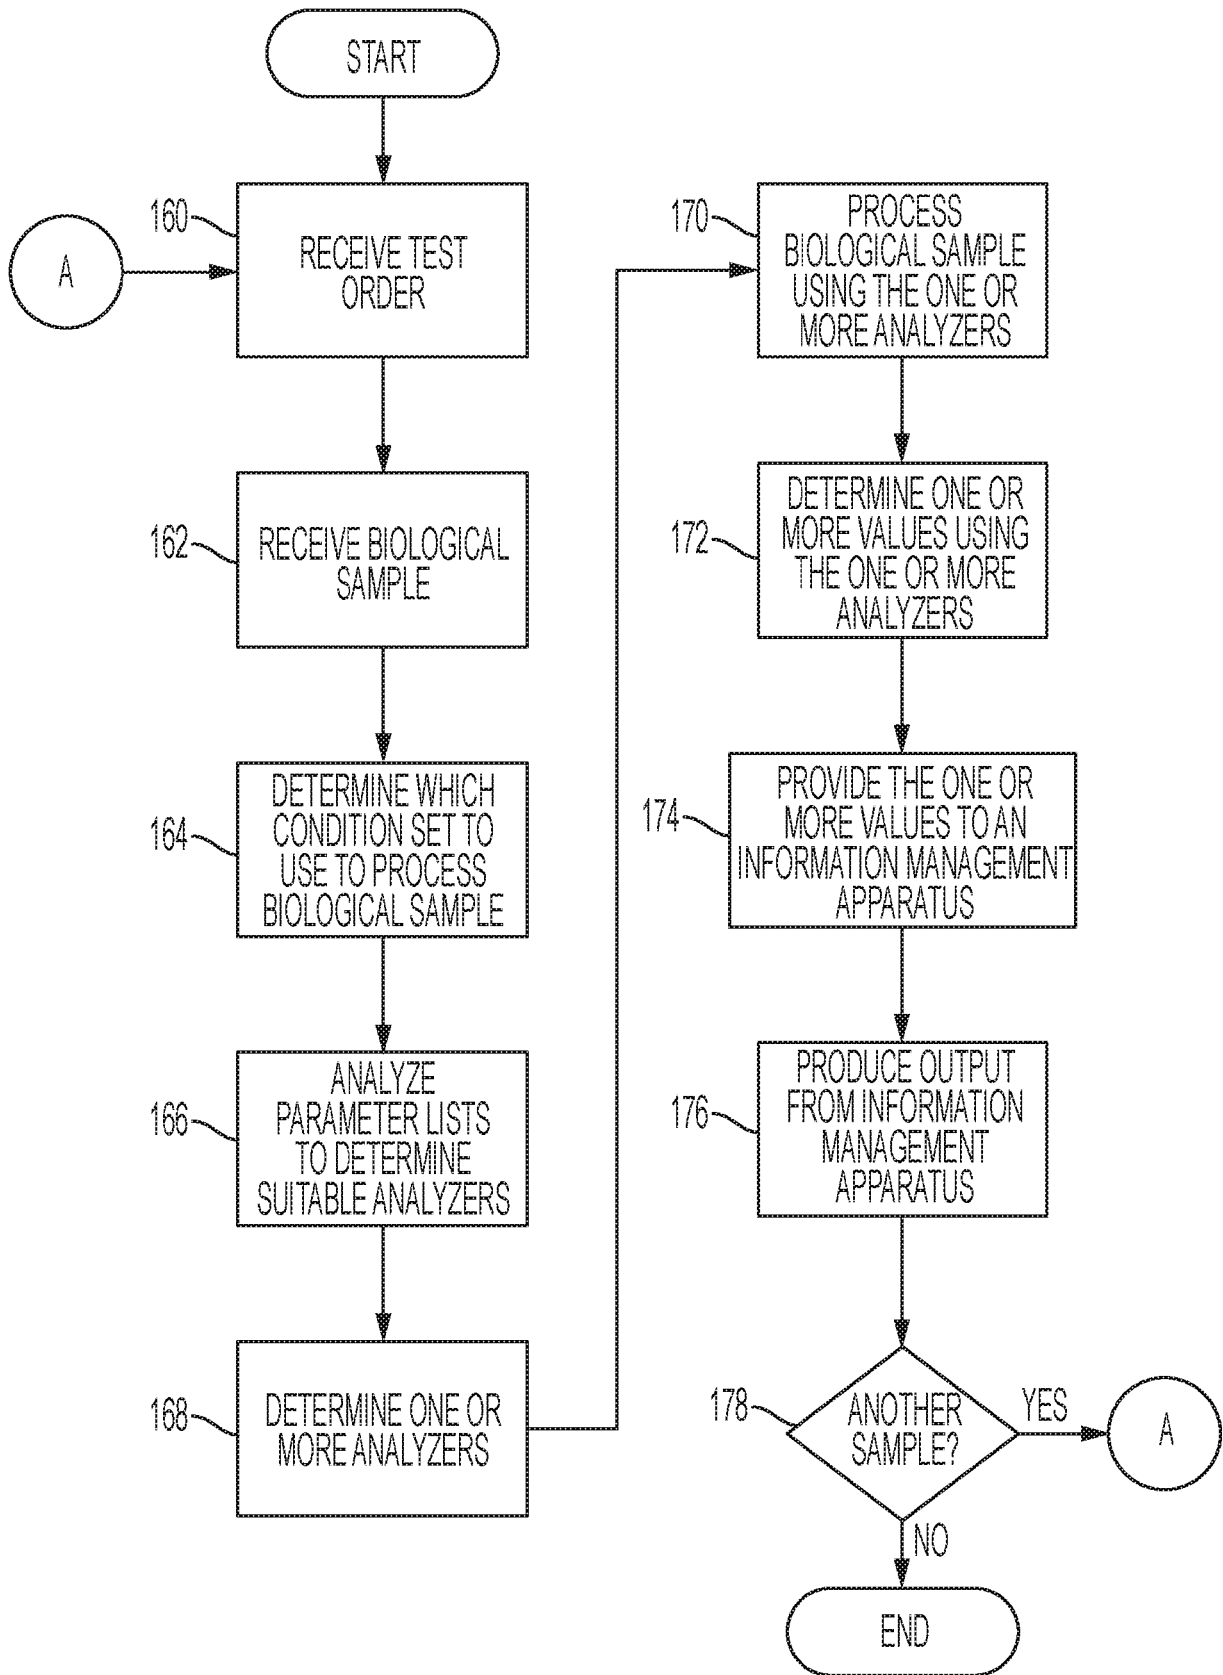 START
A
160
RECEIVE TEST
ORDER
162
RECEIVE BIOLOGICAL
SAMPLE
164
DETERMINE WHICH
CONDITION SET TO
USE TO PROCESS
BIOLOGICAL SAMPLE
166
ANALYZE
PARAMETER LISTS
TO DETERMINE
SUITABLE ANALYZERS
168
DETERMINE ONE OR
MORE ANALYZERS
170
PROCESS
BIOLOGICAL SAMPLE
USING THE ONE OR
MORE ANALYZERS
172
DETERMINE ONE OR
MORE VALUES USING
THE ONE OR MORE
ANALYZERS
174
PROVIDE THE ONE OR
MORE VALUES TO AN
INFORMATION MANAGEMENT
APPARATUS
176
PRODUCE OUTPUT
FROM INFORMATION
MANAGEMENT
APPARATUS
178
ANOTHER
SAMPLE?
YES
A
NO
END